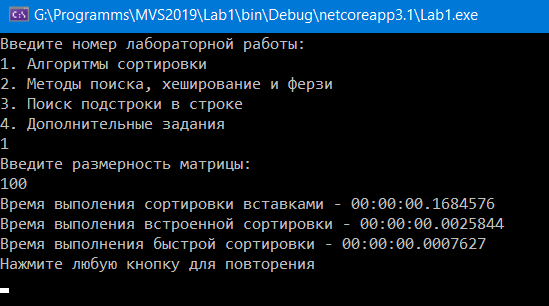 G:\Programms\MVS2019\Lab1\bin\Debug\netcoreapp3.1\Lab1.exe
Введите номер лабораторной работы:
1. Алгоритмы сортировки
2. Методы поиска, хеширование и ферзи
3. Поиск подстроки в строке
4. Дополнительные задания
1
Введите размерность матрицы:
100
Время выполения сортировки вставками - 00:00:00.1684576
Время выполения встроенной сортировки - 00:00:00.0025844
Время выполнения быстрой сортировки - 00:00:00.0007627
Нажмите любую кнопку для повторения